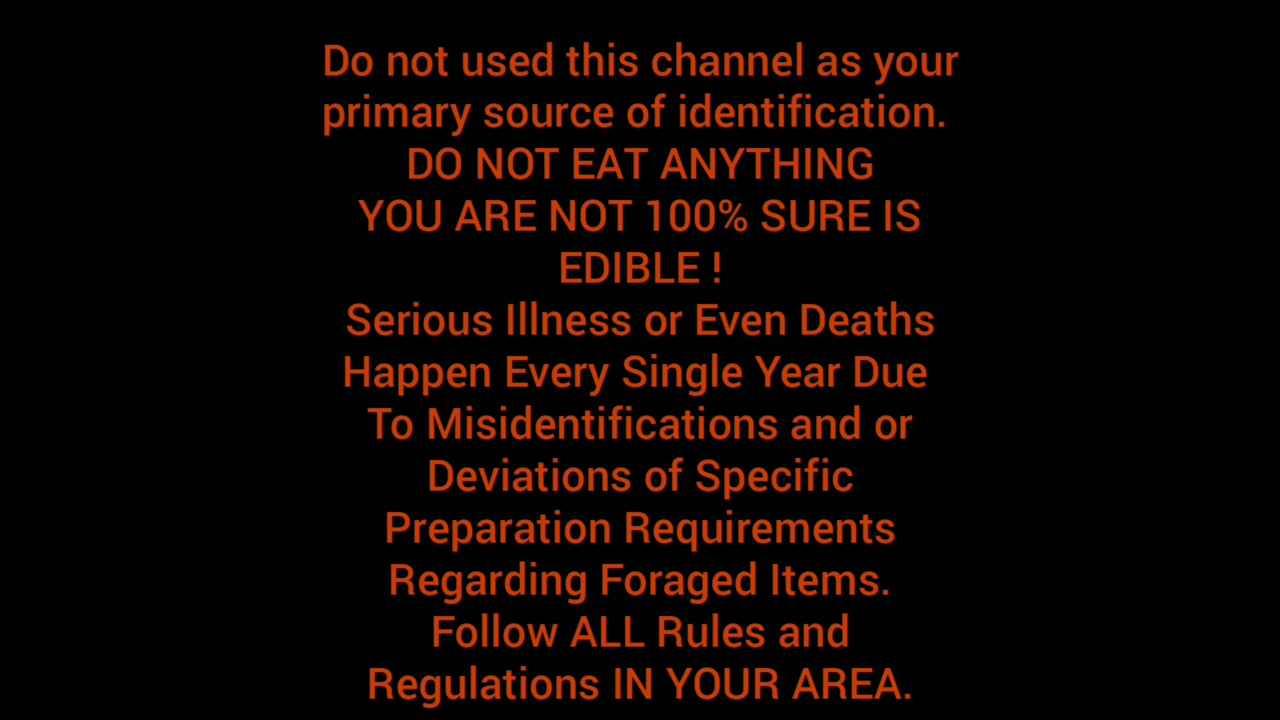 Do not used this channel as your
primary source of identification.
DO NOT EAT ANYTHING
YOU ARE NOT 100% SURE IS
EDIBLE !
Serious Illness or Even Deaths
Happen Every Single Year Due
To Misidentifications and or
Deviations of Specific
Preparation Requirements
Regarding Foraged Items.
Follow ALL Rules and
Regulations IN YOUR AREA.